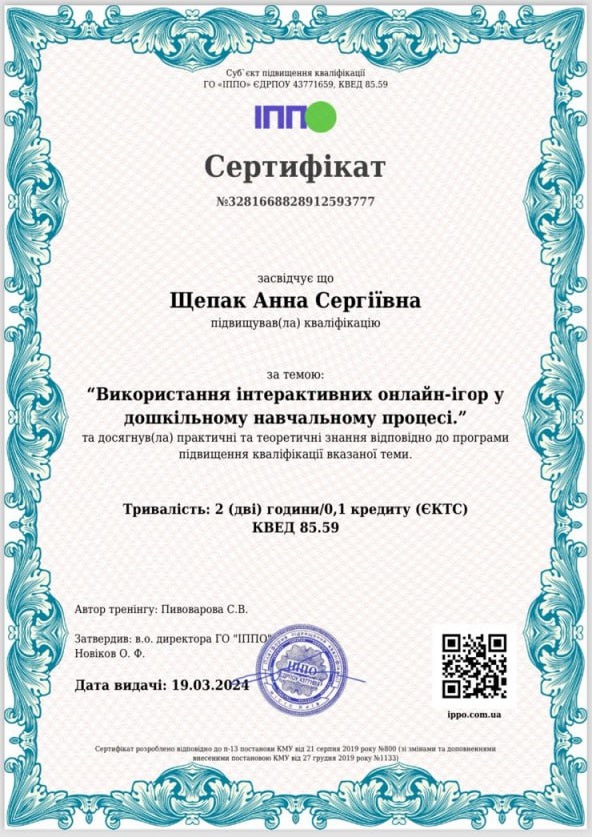 Суб`єкт підвищення кваліфікації
ГО «ІППО» ЄДРПОУ 43771659, КВЕД 85.59
ІППО
Сертифікат
№3281668828912593777
засвідчує що
Щепак Анна Сергіївна
підвищував(ла) кваліфікацію
за темою:
“Використання інтерактивних онлайн-ігор у
дошкільному навчальному процесі.”
та досягнув(ла) практичні та теоретичні знання відповідно до програми
підвищення кваліфікації вказаної теми.
Тривалість: 2 (дві) години/0,1 кредиту (ЄКТС)
КВЕД 85.59
Автор тренінгу: Пивоварова С.В.
Затвердив: в.о. директора ГО "ІППО"
Новіков О. Ф.
Дата видачі: 19.03.2024
ІППО
ippo.com.ua
Сертифікат розроблено відповідно до п-13 постанови КМУ від 21 серпня 2019 року №800 (зі змінами та доповненнями
внесеними постановою КМУ від 27 грудня 2019 року №1133)